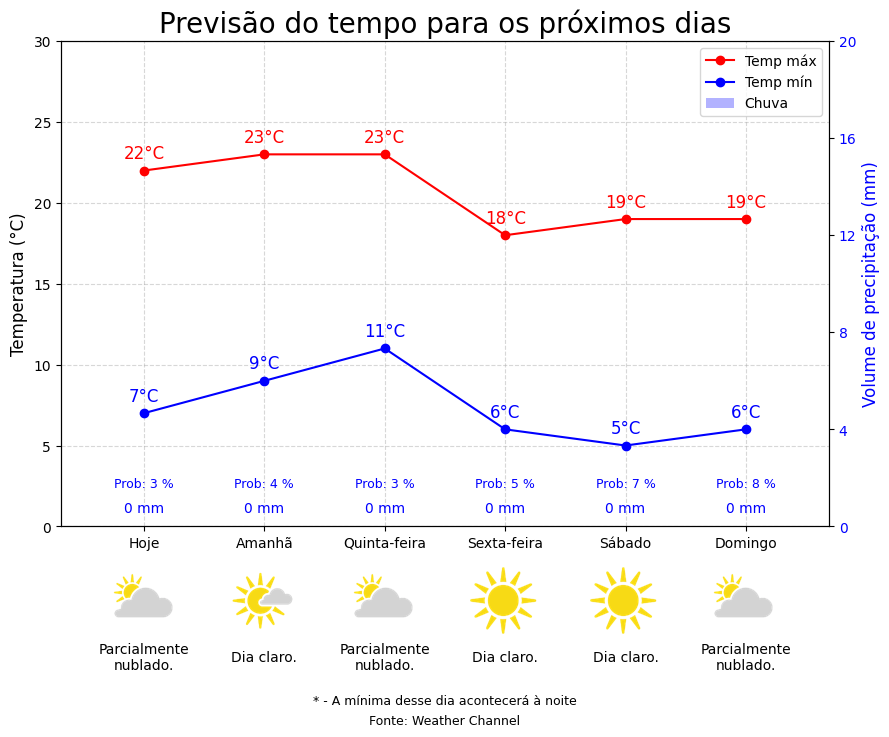 Previsão do tempo para os próximos dias
Temp máx
Temp mín
Chuva
Temperatura (°C)
30
25
20
15
10
5
0
Volume de precipitação (mm)
20
16
12
8
4
0
22°C 23°C 23°C 18°C 19°C 19°C
7°C 9°C 11°C 6°C 5°C 6°C
Prob: 3 % Prob: 4 % Prob: 3 % Prob: 5 % Prob: 7 % Prob: 8 %
0 mm 0 mm 0 mm 0 mm 0 mm 0 mm
Hoje Amanhã Quinta-feira Sexta-feira Sábado Domingo
Parcialmente
nublado.
Dia claro.
Parcialmente
nublado.
Dia claro.
Dia claro.
Parcialmente
nublado.
* - A mínima desse dia acontecerá à noite
Fonte: Weather Channel